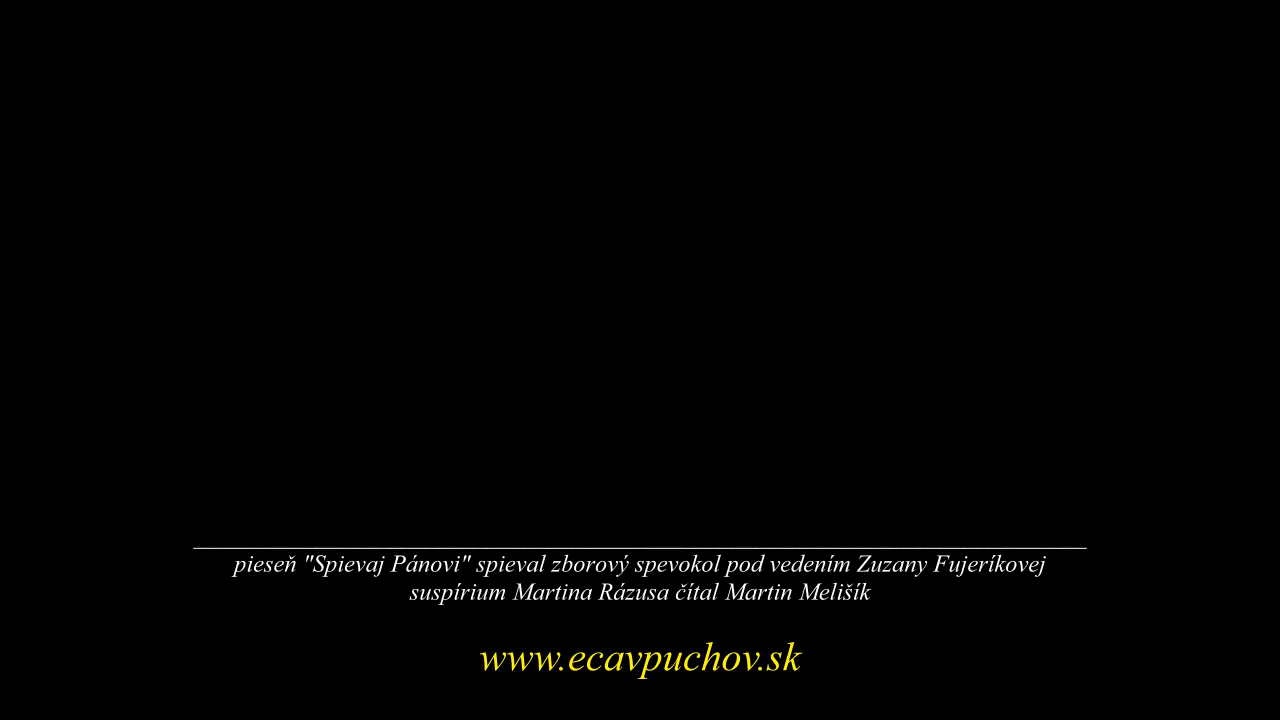 pieseň "Spievaj Pánovi" spieval zborový spevokol pod vedením Zuzany Fujeríkovej
suspírium Martina Rázusa čítal Martin Melišík
www.ecavpuchov.sk